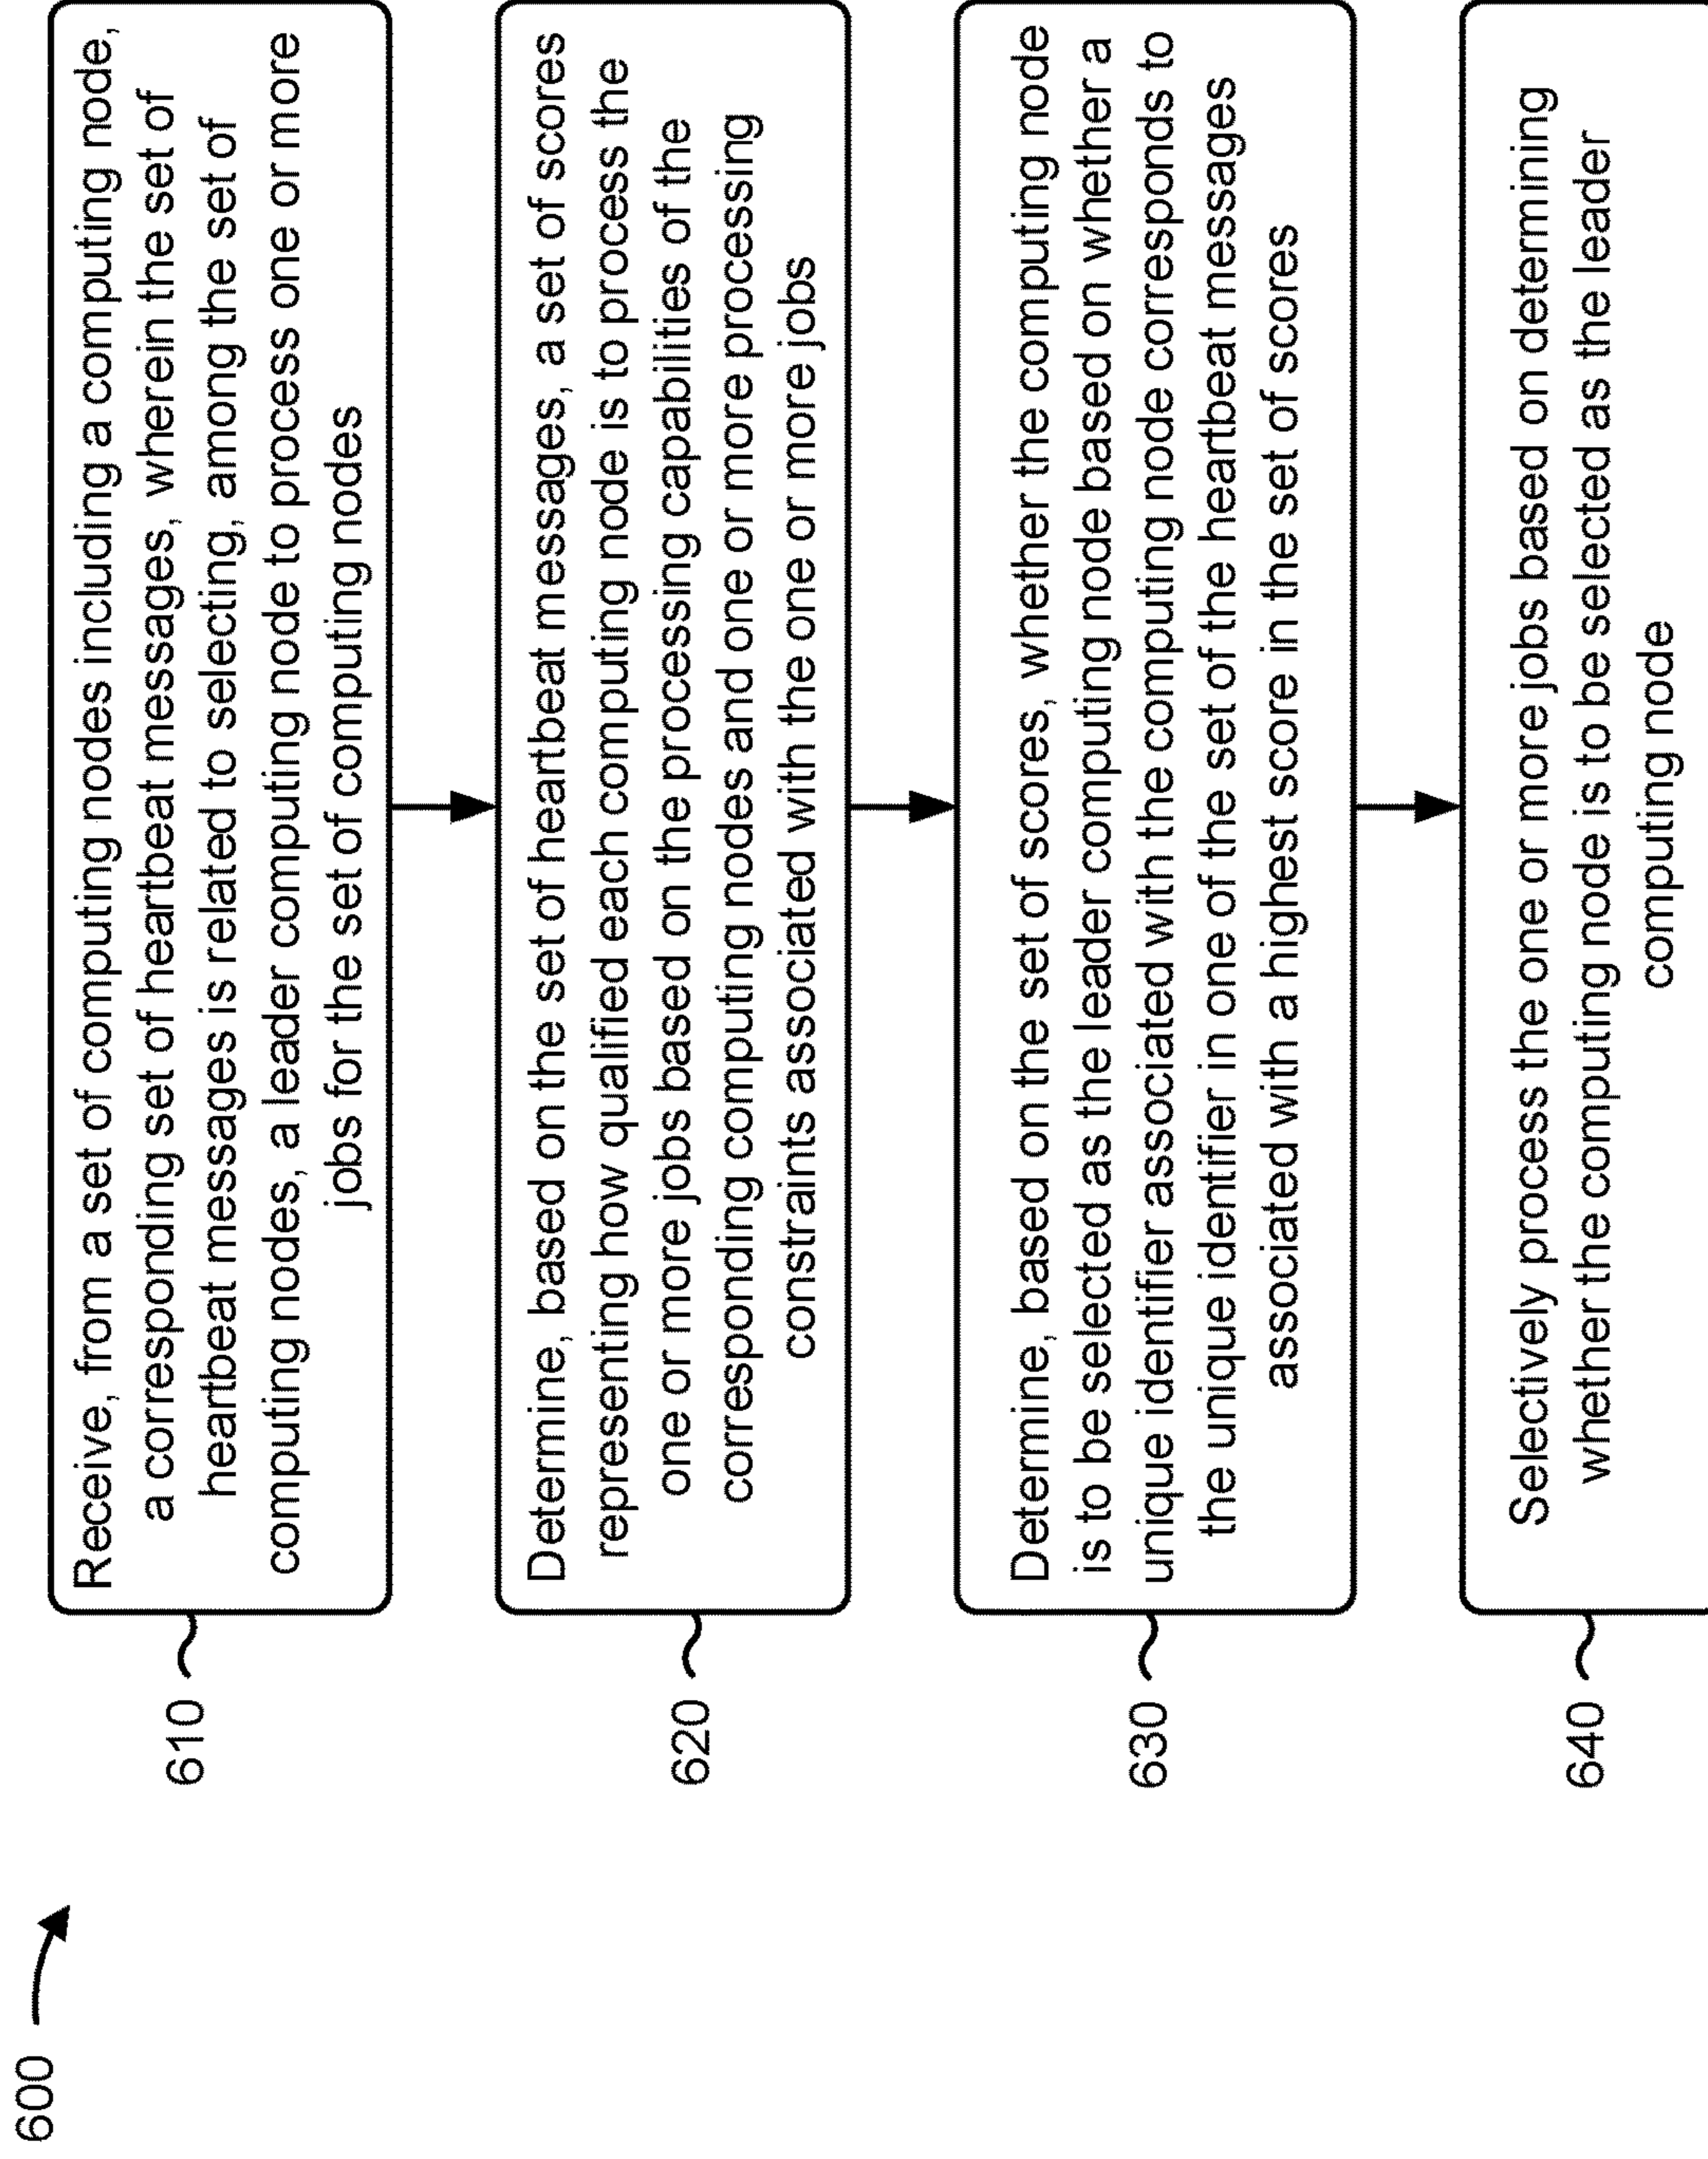 600
610
Receive, from a set of computing nodes including a computing node,
a corresponding set of heartbeat messages, wherein the set of
heartbeat messages is related to selecting, among the set of
computing nodes, a leader computing node to process one or more
jobs for the set of computing nodes
620
Determine, based on the set of heartbeat messages, a set of scores
representing how qualified each computing node is to process the
one or more jobs based on the processing capabilities of the
corresponding computing nodes and one or more processing
constraints associated with the one or more jobs
630
Determine, based on the set of scores, whether the computing node
is to be selected as the leader computing node based on whether a
unique identifier associated with the computing node corresponds to
the unique identifier in one of the set of the heartbeat messages
associated with a highest score in the set of scores
640
Selectively process the one or more jobs based on determining
whether the computing node is to be selected as the leader
computing node